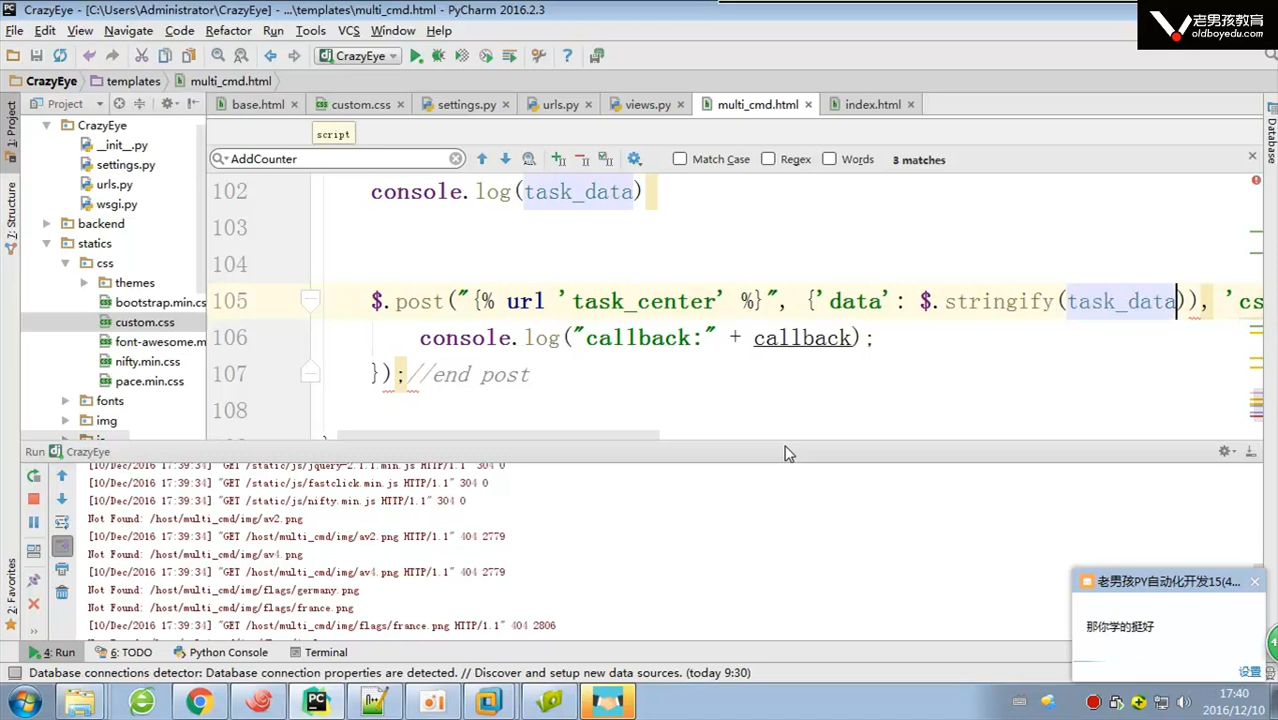 CrazyEye - [C:\Users\Administrator\CrazyEye] - ...\templates\multi_cmd.html - PyCharm 2016.2.3
老男孩教育
oldboyedu.com
File Edit View Navigate Code Refactor Run Tools VCS Window Help
CrazyEye
CrazyEye templates multi_cmd.html
Project base.html custom.css settings.py urls.py views.py multi_cmd.html index.html
1: Project
7: Structure
2: Favorites
Database
CrazyEye
__init__.py
settings.py
urls.py
wsgi.py
backend
statics
css
themes
bootstrap.min.cs
custom.css
font-awesome.m
nifty.min.css
pace.min.css
fonts
img
script
AddCounter Match Case Regex Words 3 matches
102 console.log(task_data)
103
104
105 $.post("{% url 'task_center' %}", {'data': $.stringify(task_data)), 'cs
106 console.log("callback:" + callback);
107 });//end post
108
Run CrazyEye
[10/Dec/2016 17:39:34] "GET /static/js/jquery-2.1.1.min.js HTTP/1.1" 304 0
[10/Dec/2016 17:39:34] "GET /static/js/fastclick.min.js HTTP/1.1" 304 0
[10/Dec/2016 17:39:34] "GET /static/js/nifty.min.js HTTP/1.1" 304 0
Not Found: /host/multi_cmd/img/av2.png
[10/Dec/2016 17:39:34] "GET /host/multi_cmd/img/av2.png HTTP/1.1" 404 2779
Not Found: /host/multi_cmd/img/av4.png
[10/Dec/2016 17:39:34] "GET /host/multi_cmd/img/av4.png HTTP/1.1" 404 2779
Not Found: /host/multi_cmd/img/flags/germany.png
Not Found: /host/multi_cmd/img/flags/france.png
[10/Dec/2016 17:39:34] "GET /host/multi_cmd/img/flags/france.png HTTP/1.1" 404 2806
老男孩PY自动化开发15(4...
那你学的挺好
设置
4: Run 6: TODO Python Console Terminal
Database connections detector: Database connection properties are detected. // Discover and setup new data sources. (today 9:30)
17:40
2016/12/10